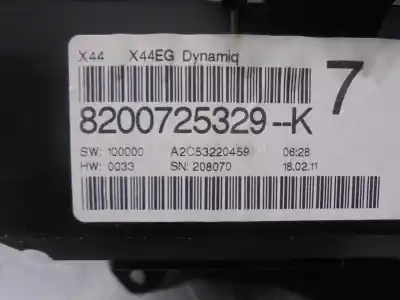 X44 X44EG Dynamiq
7
8200725329--K
SW: 100000 A2C53220459 06:28
HW: 0033 SN: 208070 18.02.11